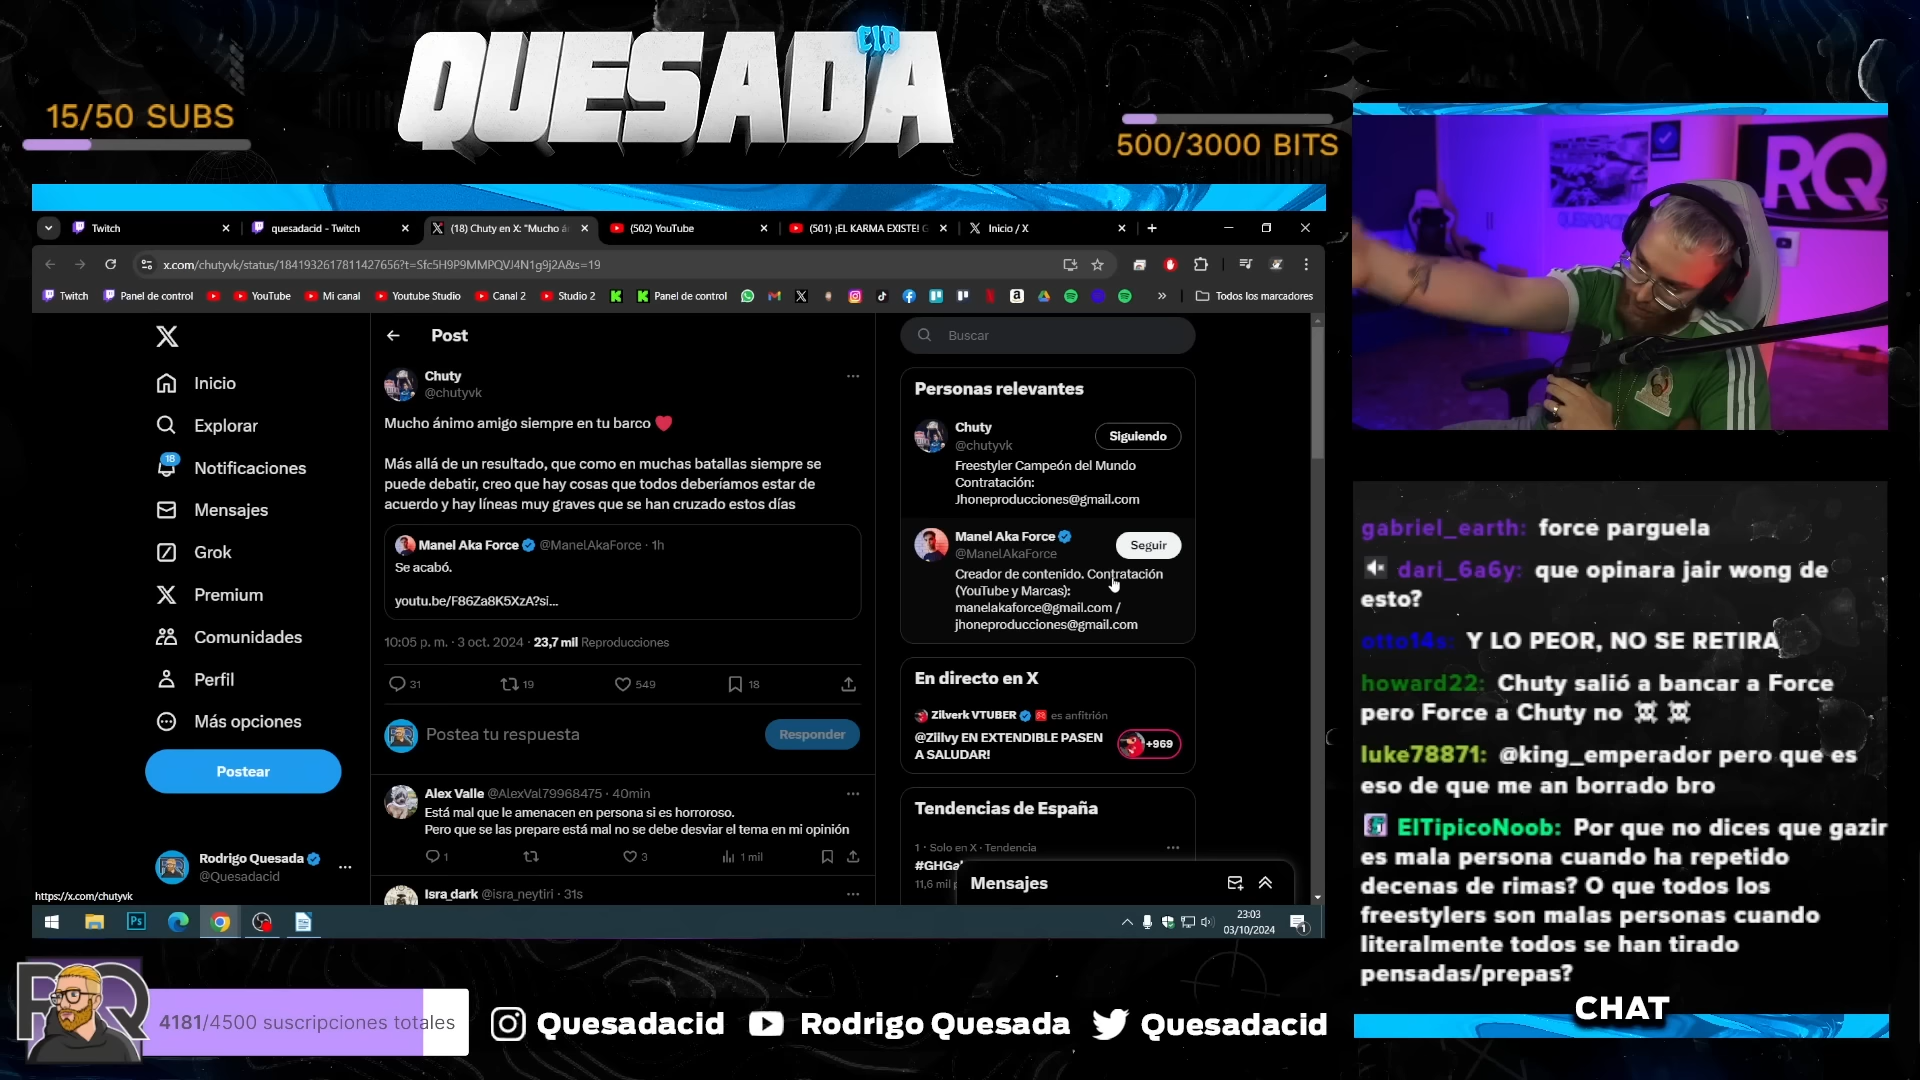 QUESADA
CID
15/50 SUBS
500/3000 BITS
Twitch
quesadacid - Twitch
(18) Chuty en X: "Mucho á
(502) YouTube
(501) ¡EL KARMA EXISTE! G
Inicio / X
x.com/chutyvk/status/1841932617811427656?t=Sfc5H9P9MMPQVJ4N1g9j2A&s=19
Twitch
Panel de control
YouTube
Mi canal
Youtube Studio
Canal 2
Studio 2
Panel de control
Todos los marcadores
Inicio
Explorar
18
Notificaciones
Mensajes
Grok
Premium
Comunidades
Perfil
Más opciones
Postear
Rodrigo Quesada
@Quesadacid
https://x.com/chutyvk
Post
Chuty
@chutyvk
Mucho ánimo amigo siempre en tu barco ❤️
Más allá de un resultado, que como en muchas batallas siempre se
puede debatir, creo que hay cosas que todos deberíamos estar de
acuerdo y hay líneas muy graves que se han cruzado estos días
Manel Aka Force @ManelAkaForce · 1h
Se acabó.
youtu.be/F86Za8K5XzA?si...
10:05 p. m. · 3 oct. 2024 · 23,7 mil Reproducciones
31
19
549
18
Postea tu respuesta
Responder
Alex Valle @AlexVal79968475 · 40min
Está mal que le amenacen en persona si es horroroso.
Pero que se las prepare está mal no se debe desviar el tema en mi opinión
1
3
1 mil
Isra_dark @isra_neytiri · 31s
Buscar
Personas relevantes
Chuty
@chutyvk
Siguiendo
Freestyler Campeón del Mundo
Contratación:
Jhoneproducciones@gmail.com
Manel Aka Force
@ManelAkaForce
Seguir
Creador de contenido. Contratación
(YouTube y Marcas):
manelakaforce@gmail.com /
jhoneproducciones@gmail.com
En directo en X
Zilverk VTUBER es anfitrión
@Zillvy EN EXTENDIBLE PASEN
A SALUDAR!
+969
Tendencias de España
1 · Solo en X · Tendencia
#GHGa
11,6 mil
Mensajes
23:03
03/10/2024
1
RQ
gabriel_earth: force parguela
dari_6a6y: que opinara jair wong de
esto?
otto14s: Y LO PEOR, NO SE RETIRA
howard22: Chuty salió a bancar a Force
pero Force a Chuty no ☠️ ☠️
luke78871: @king_emperador pero que es
eso de que me an borrado bro
ElTipicoNoob: Por que no dices que gazir
es mala persona cuando ha repetido
decenas de rimas? O que todos los
freestylers son malas personas cuando
literalmente todos se han tirado
pensadas/prepas?
CHAT
RQ
4181/4500 suscripciones totales
Quesadacid
Rodrigo Quesada
Quesadacid